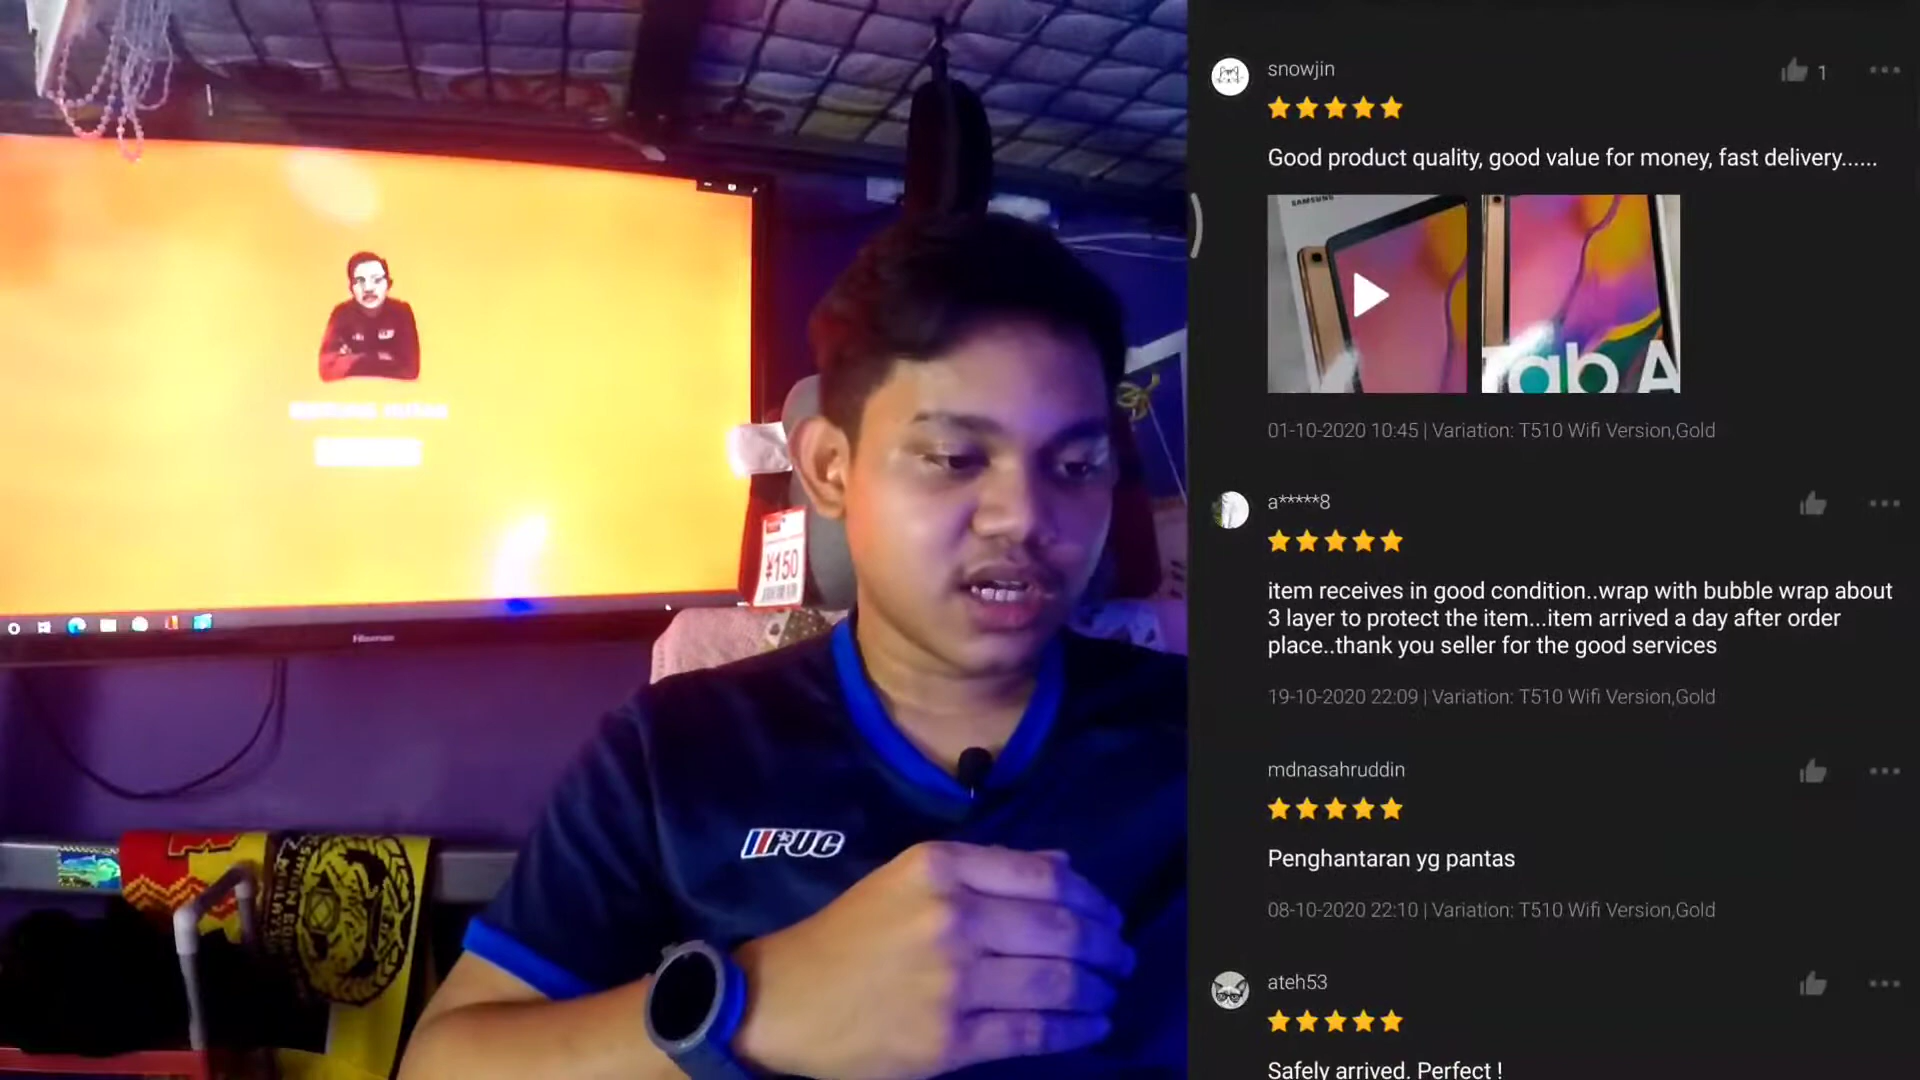 snowjin
1
Good product quality, good value for money, fast delivery......
SAMSUNG
Tab A
01-10-2020 10:45 | Variation: T510 Wifi Version,Gold
a*****8
item receives in good condition..wrap with bubble wrap about
3 layer to protect the item...item arrived a day after order
place..thank you seller for the good services
19-10-2020 22:09 | Variation: T510 Wifi Version,Gold
mdnasahruddin
Penghantaran yg pantas
08-10-2020 22:10 | Variation: T510 Wifi Version,Gold
ateh53
Safely arrived. Perfect !
¥150
Hisense
PUC